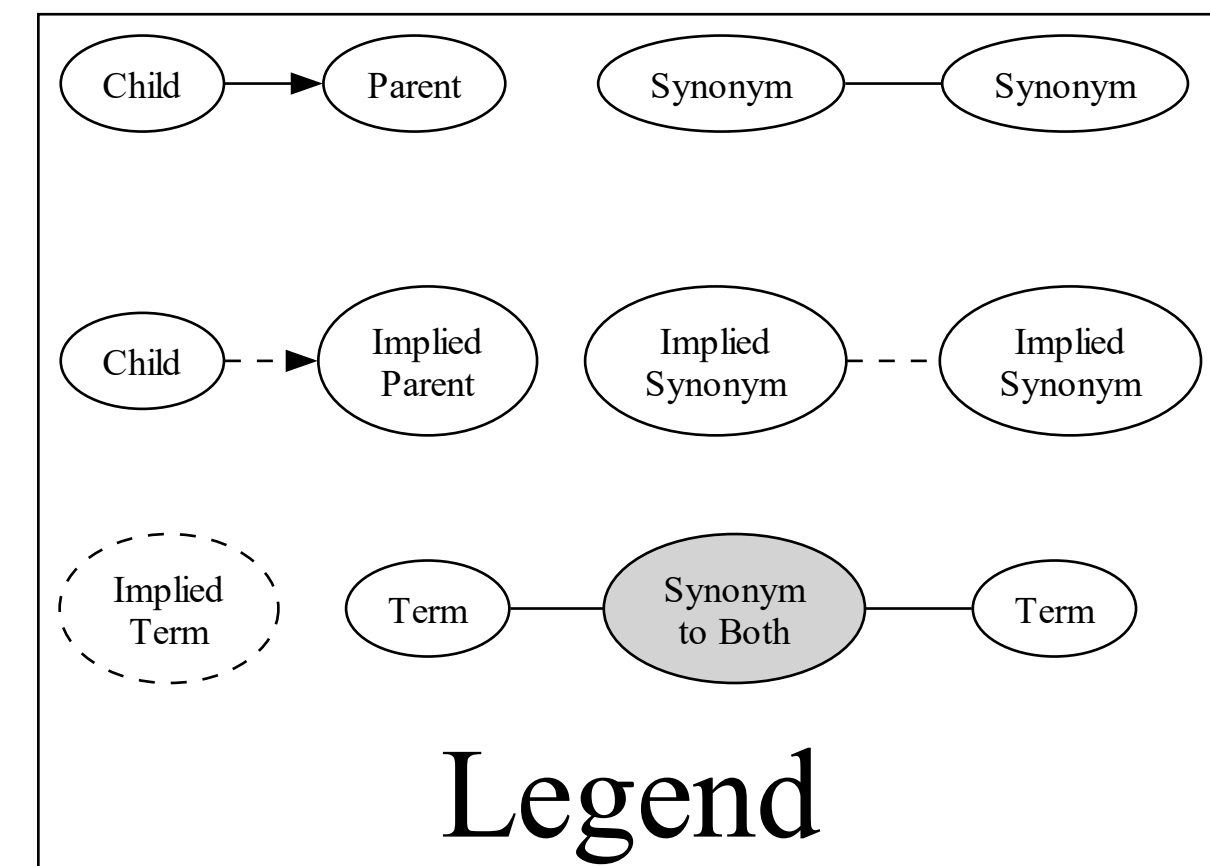 Child
Parent
Synonym
Synonym
Child
Implied
Parent
Implied
Synonym
Implied
Synonym
Implied
Term
Term
Synonym
to Both
Term
Legend